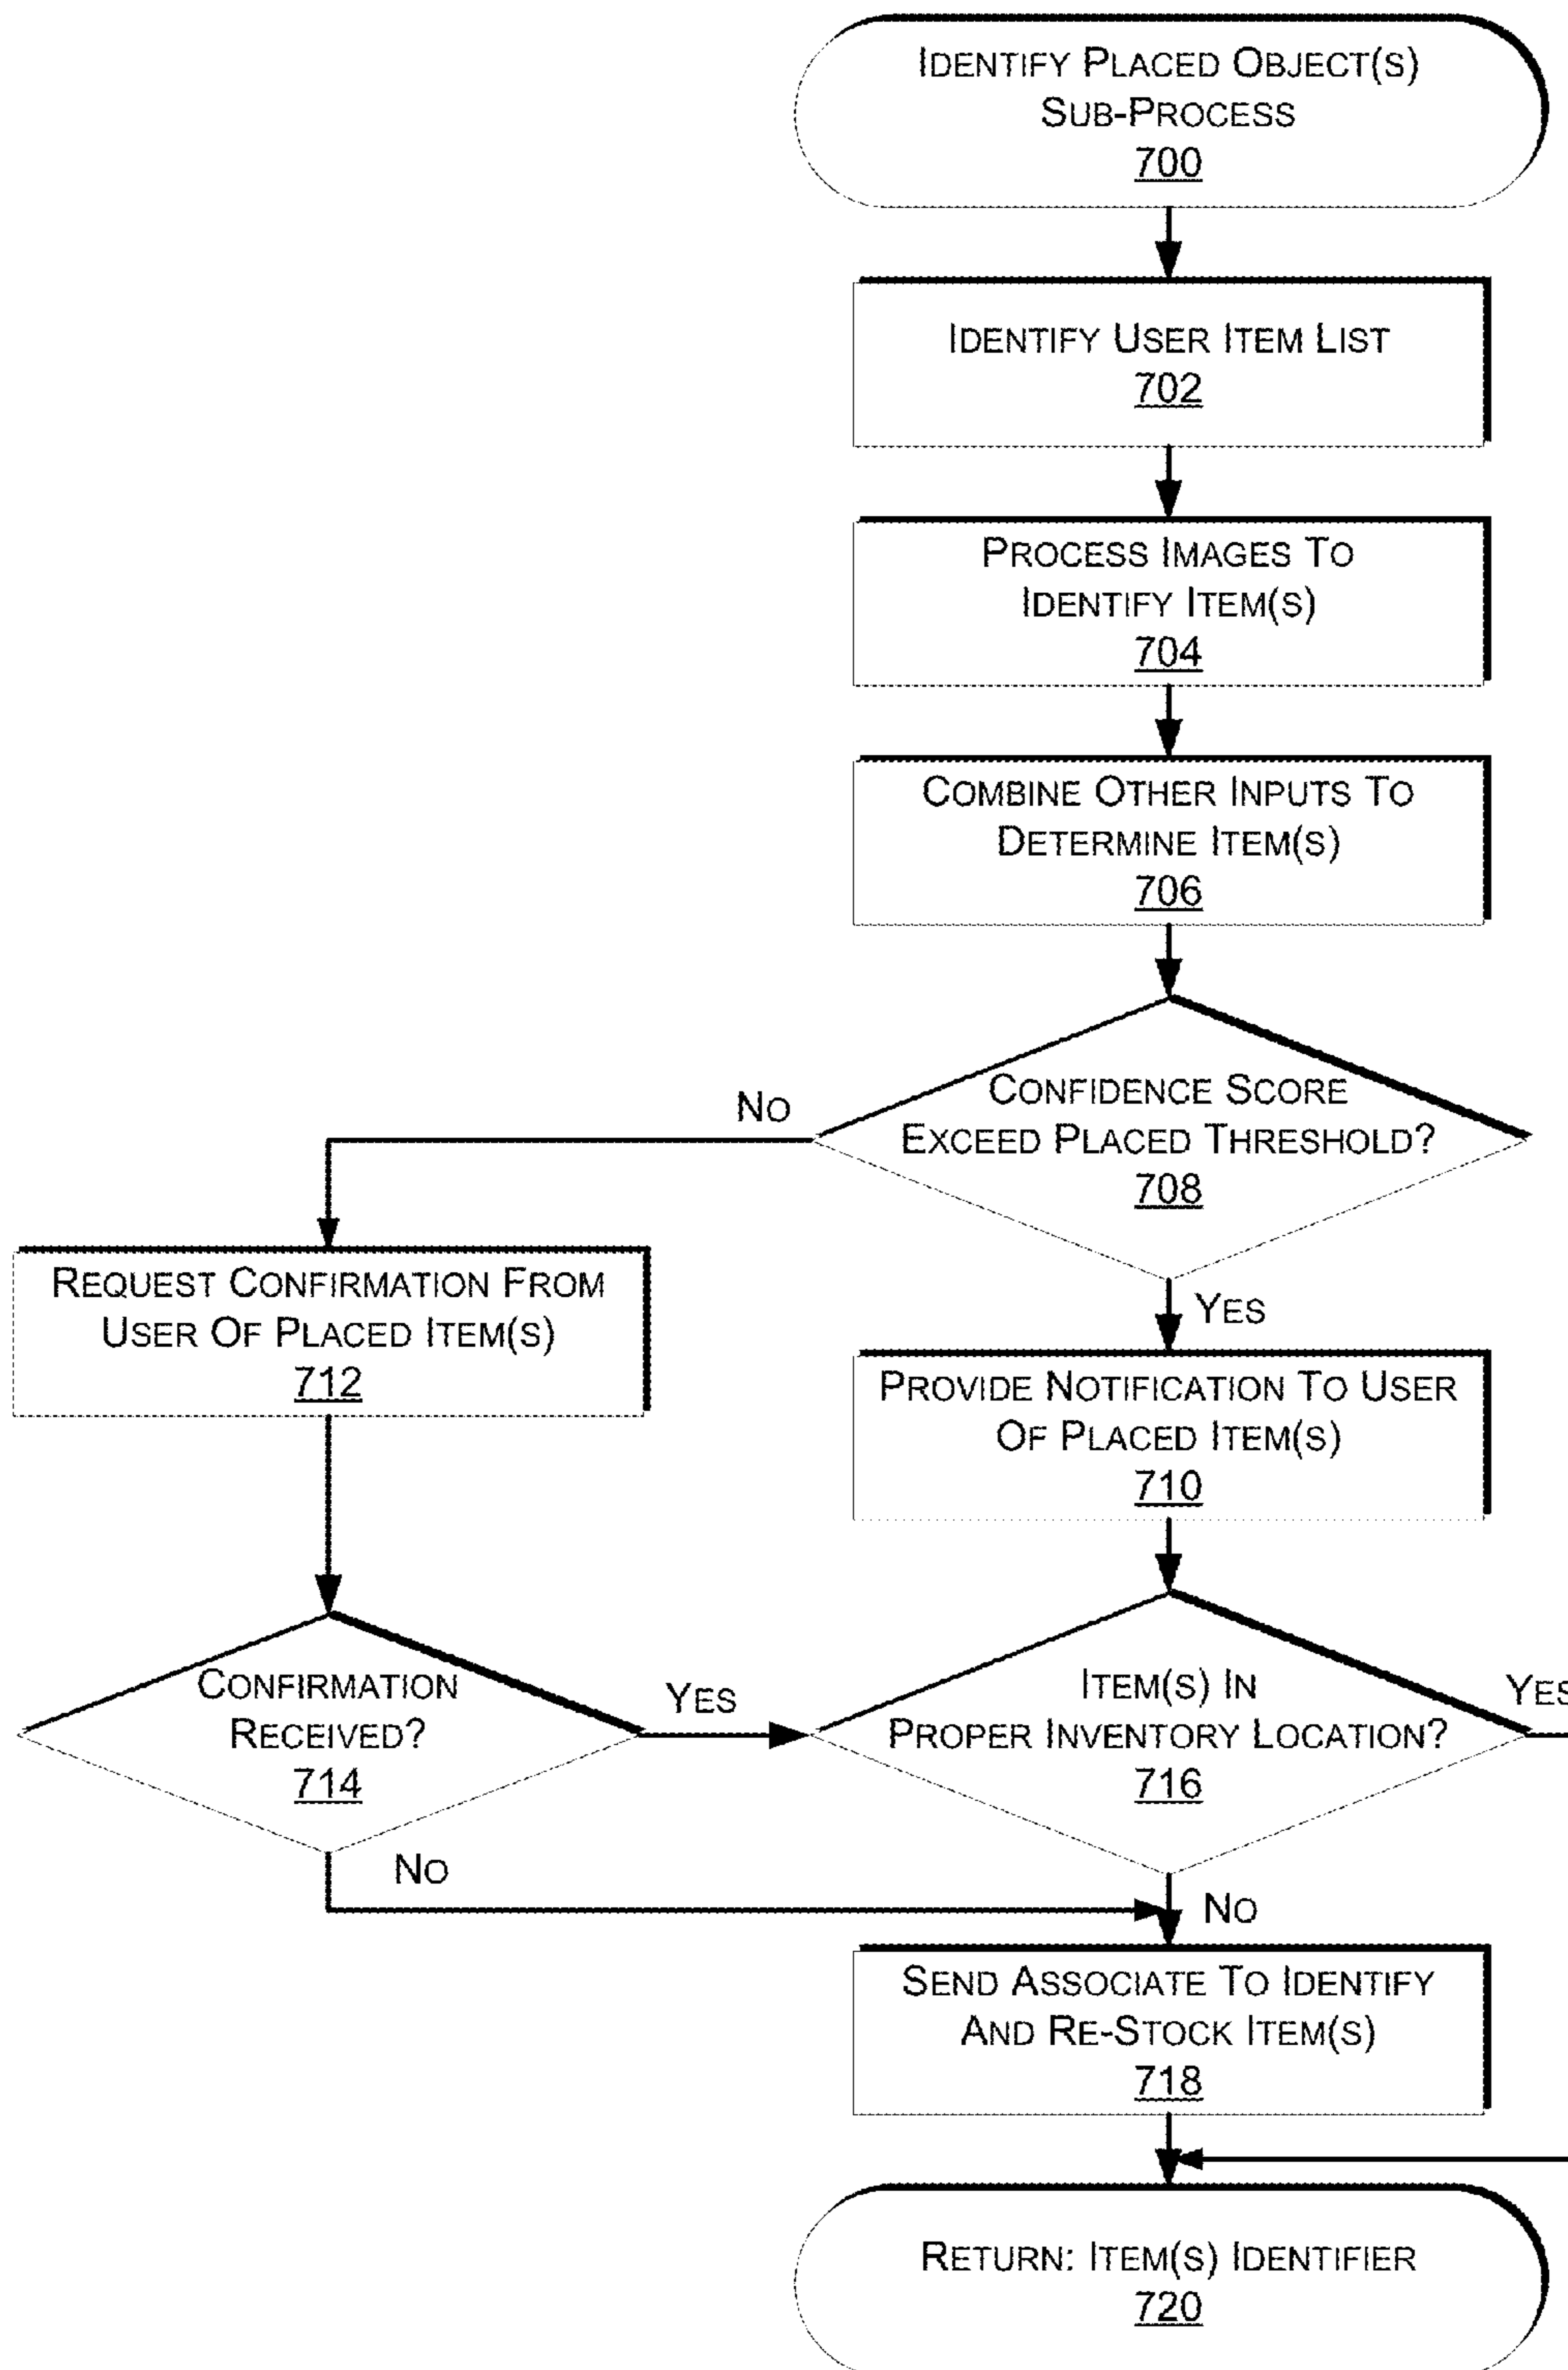 IDENTIFY PLACED OBJECT(S)
SUB-PROCESS
700
IDENTIFY USER ITEM LIST
702
PROCESS IMAGES TO
IDENTIFY ITEM(S)
704
COMBINE OTHER INPUTS TO
DETERMINE ITEM(S)
706
CONFIDENCE SCORE
EXCEED PLACED THRESHOLD?
708
NO
YES
REQUEST CONFIRMATION FROM
USER OF PLACED ITEM(S)
712
PROVIDE NOTIFICATION TO USER
OF PLACED ITEM(S)
710
CONFIRMATION
RECEIVED?
714
YES
NO
ITEM(S) IN
PROPER INVENTORY LOCATION?
716
YES
NO
SEND ASSOCIATE TO IDENTIFY
AND RE-STOCK ITEM(S)
718
RETURN: ITEM(S) IDENTIFIER
720